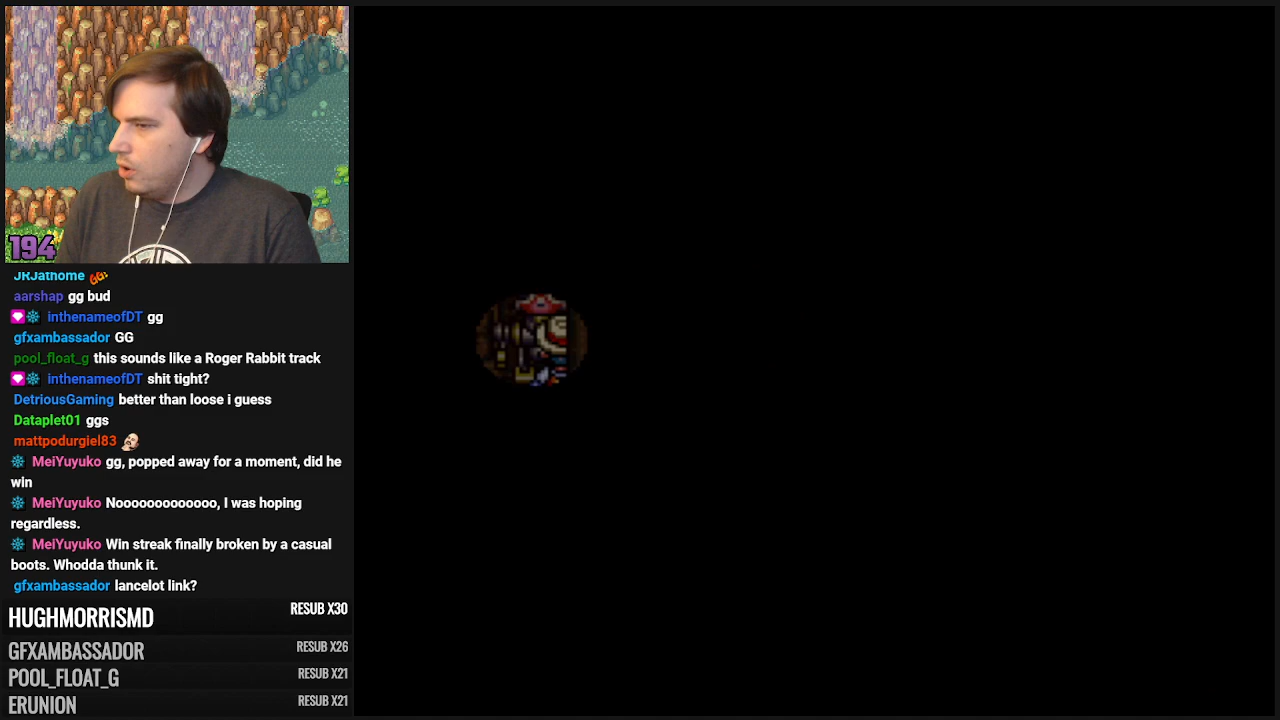 194
JRJathome
aarshap gg bud
inthenameofDT gg
gfxambassador GG
pool_float_g this sounds like a Roger Rabbit track
inthenameofDT shit tight?
DetriousGaming better than loose i guess
Dataplet01 ggs
mattpodurgiel83
MeiYuyuko gg, popped away for a moment, did he
win
MeiYuyuko Nooooooooooooo, I was hoping
regardless.
MeiYuyuko Win streak finally broken by a casual
boots. Whodda thunk it.
gfxambassador lancelot link?
HUGHMORRISMD RESUB X30
GFXAMBASSADOR RESUB X26
POOL_FLOAT_G RESUB X21
ERUNION RESUB X21